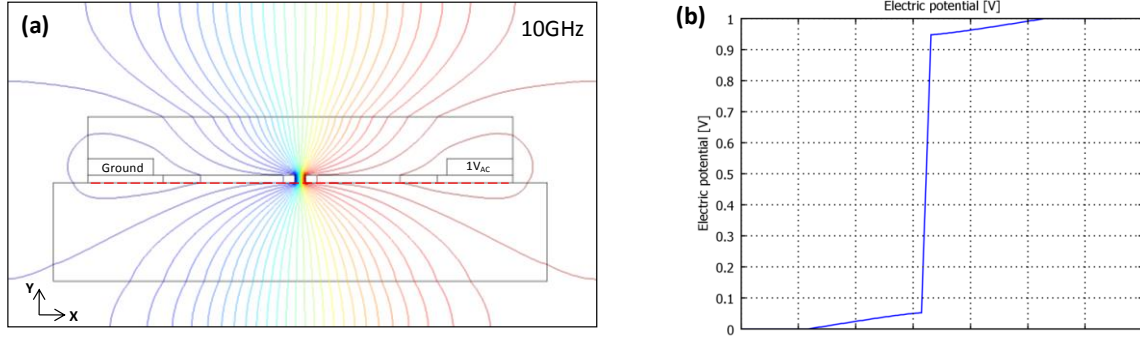 (a)
10GHz
Ground
1VAC
Y
X
(b)
Electric potential [V]
Electric potential [V]
1
0.9
0.8
0.7
0.6
0.5
0.4
0.3
0.2
0.1
0